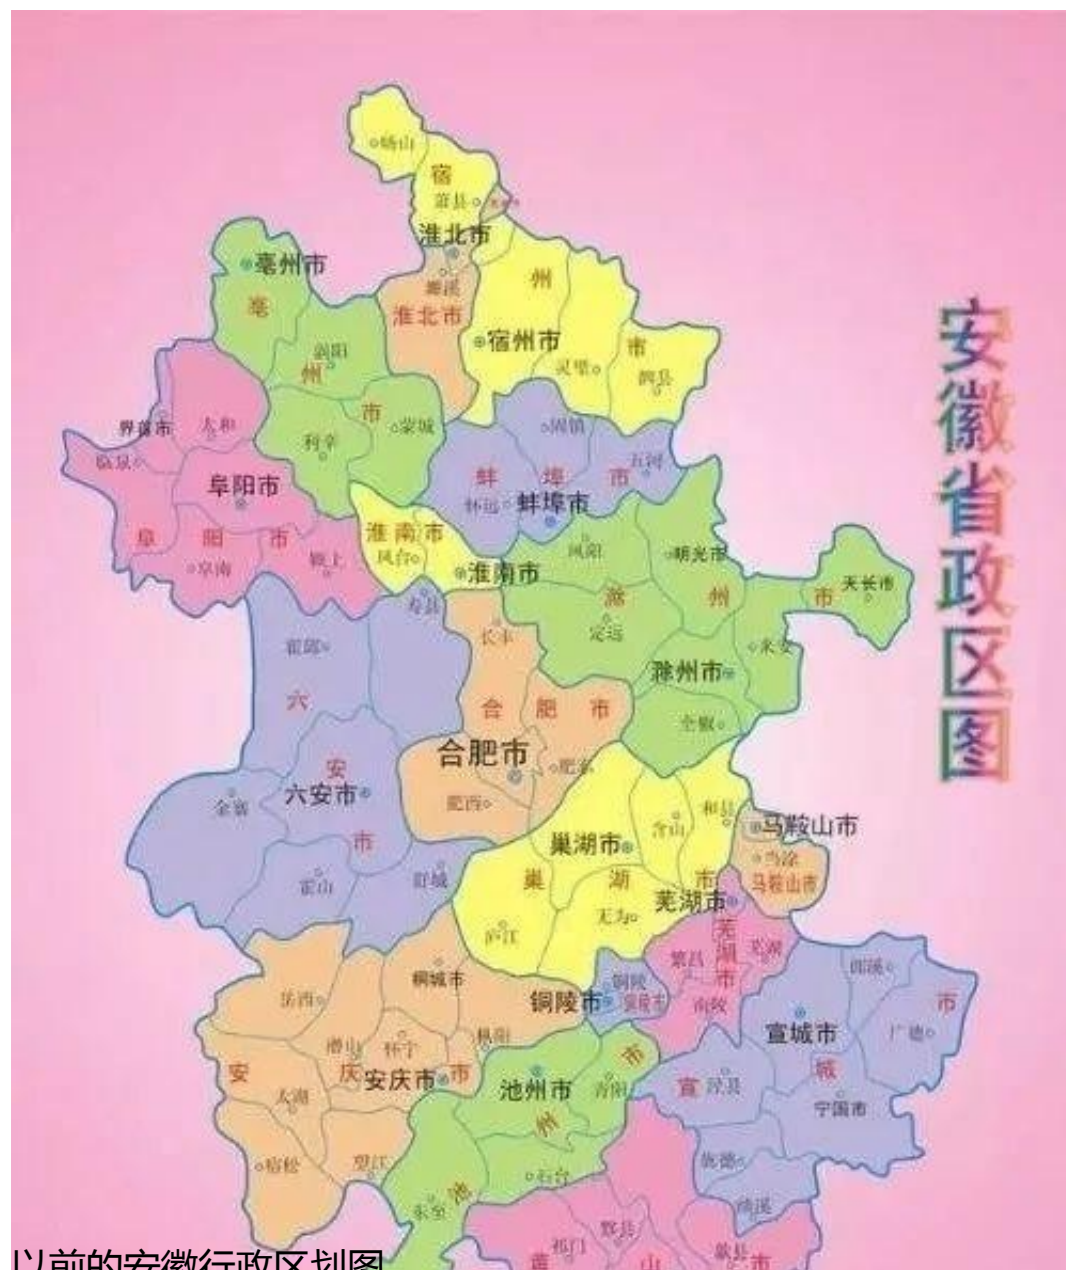 安徽省政区图
砀山
宿
萧县
淮北市
亳州市
濉溪
州
亳
淮北市
宿州市
市
涡阳
州
灵璧
泗县
市
界首市
太和
蒙城
固镇
利辛
临泉
五河
阜阳市
蚌
埠
市
怀远
蚌埠市
淮南市
阜
阳
市
凤台
凤阳
明光市
阜南
颍上
淮南市
天长市
寿县
滁
州
市
长丰
定远
霍邱
来安
滁州市
六
合
肥
市
全椒
合肥市
安
肥东
六安市
金寨
肥西
和县
含山
马鞍山市
市
巢湖市
当涂
霍山
舒城
巢
湖
市
马鞍山市
芜湖市
无为
庐江
芜
湖
市
繁昌
芜湖
桐城市
铜陵
郎溪
岳西
铜陵市
铜陵市
南陵
市
宣城市
广德
潜山
怀宁
枞阳
市
安
庆
安庆市
市
池州市
青阳
宣
泾县
城
太湖
宁国市
州
宿松
望江
石台
旌德
池
东至
绩溪
黟县
祁门
歙县
黄
山
市
以前的安徽行政区划图